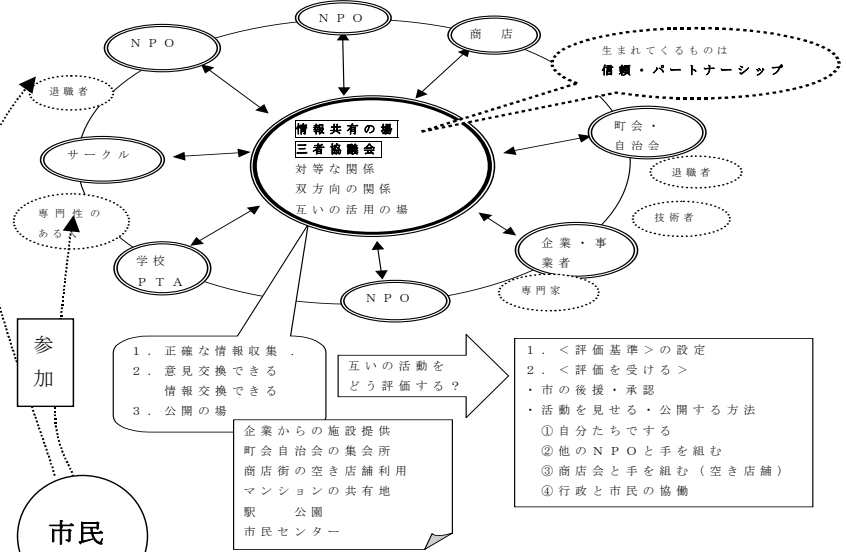 NPO
NPO
商 店
生まれてくるものは
信頼・パートナーシップ
退職者
情報共有の場
三者協議会
対等な関係
双方向の関係
互いの活用の場
町会・
自治会
サークル
退職者
専門性の
ある人
技術者
学校
PTA
企業・事
業者
専門家
NPO
参
加
1. 正確な情報収集.
2. 意見交換できる
情報交換できる
3. 公開の場
互いの活動を
どう評価する?
1. <評価基準>の設定
2. <評価を受ける>
・市の後援・承認
・活動を見せる・公開する方法
①自分たちでする
②他のNPOと手を組む
③商店会と手を組む(空き店舗)
④行政と市民の協働
企業からの施設提供
町会自治会の集会所
商店街の空き店舗利用
マンションの共有地
駅 公園
市民センター
市民